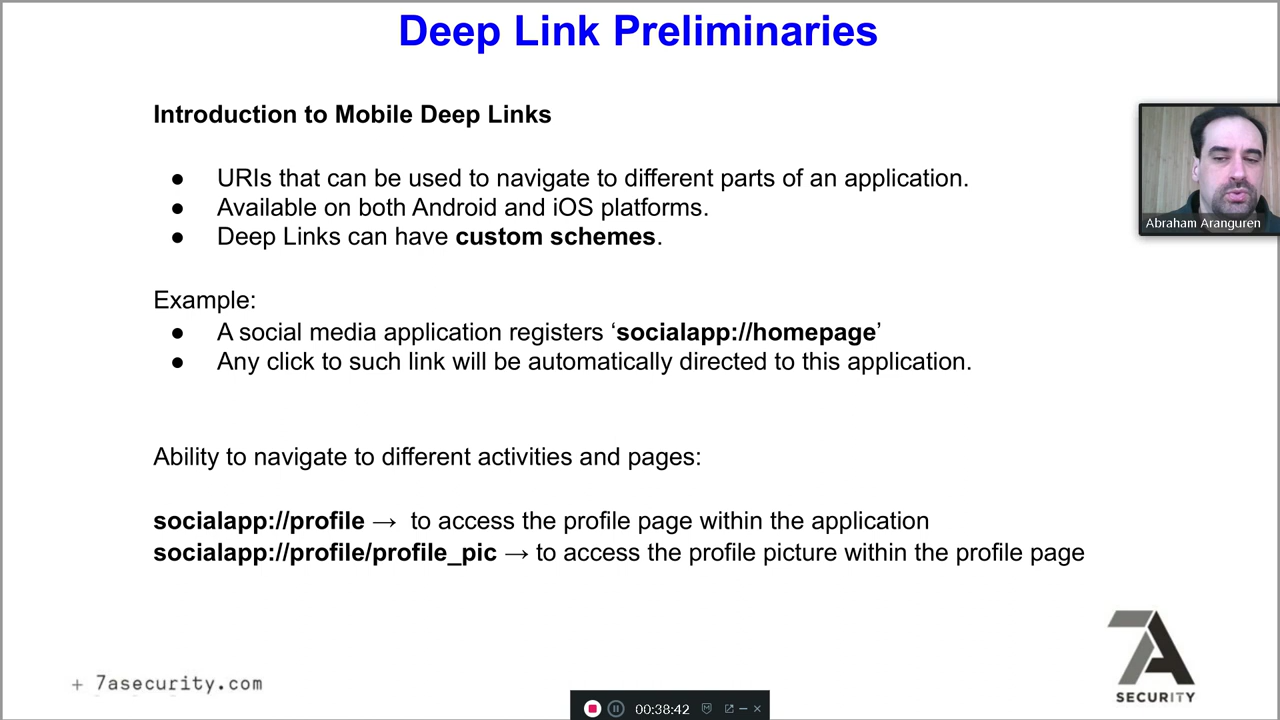 Deep Link Preliminaries
Introduction to Mobile Deep Links
● URIs that can be used to navigate to different parts of an application.
● Available on both Android and iOS platforms.
● Deep Links can have custom schemes.
Example:
● A social media application registers ‘socialapp://homepage’
● Any click to such link will be automatically directed to this application.
Ability to navigate to different activities and pages:
socialapp://profile → to access the profile page within the application
socialapp://profile/profile_pic → to access the profile picture within the profile page
Abraham Aranguren
+ 7asecurity.com
7A
SECURITY
00:38:42